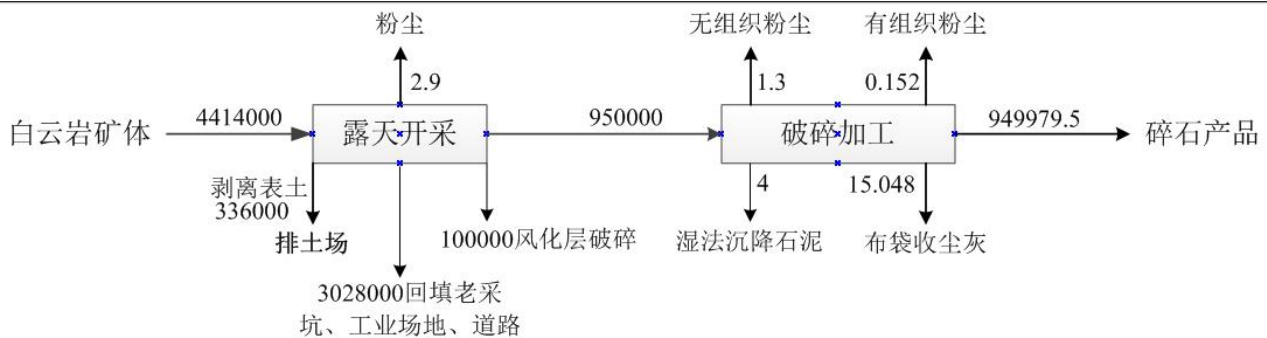 粉尘
无组织粉尘
有组织粉尘
2.9
1.3
0.152
白云岩矿体
4414000
露天开采
950000
破碎加工
949979.5
碎石产品
剥离表土
336000
排土场
100000风化层破碎
4
湿法沉降石泥
15.048
布袋收尘灰
3028000回填老采
坑、工业场地、道路